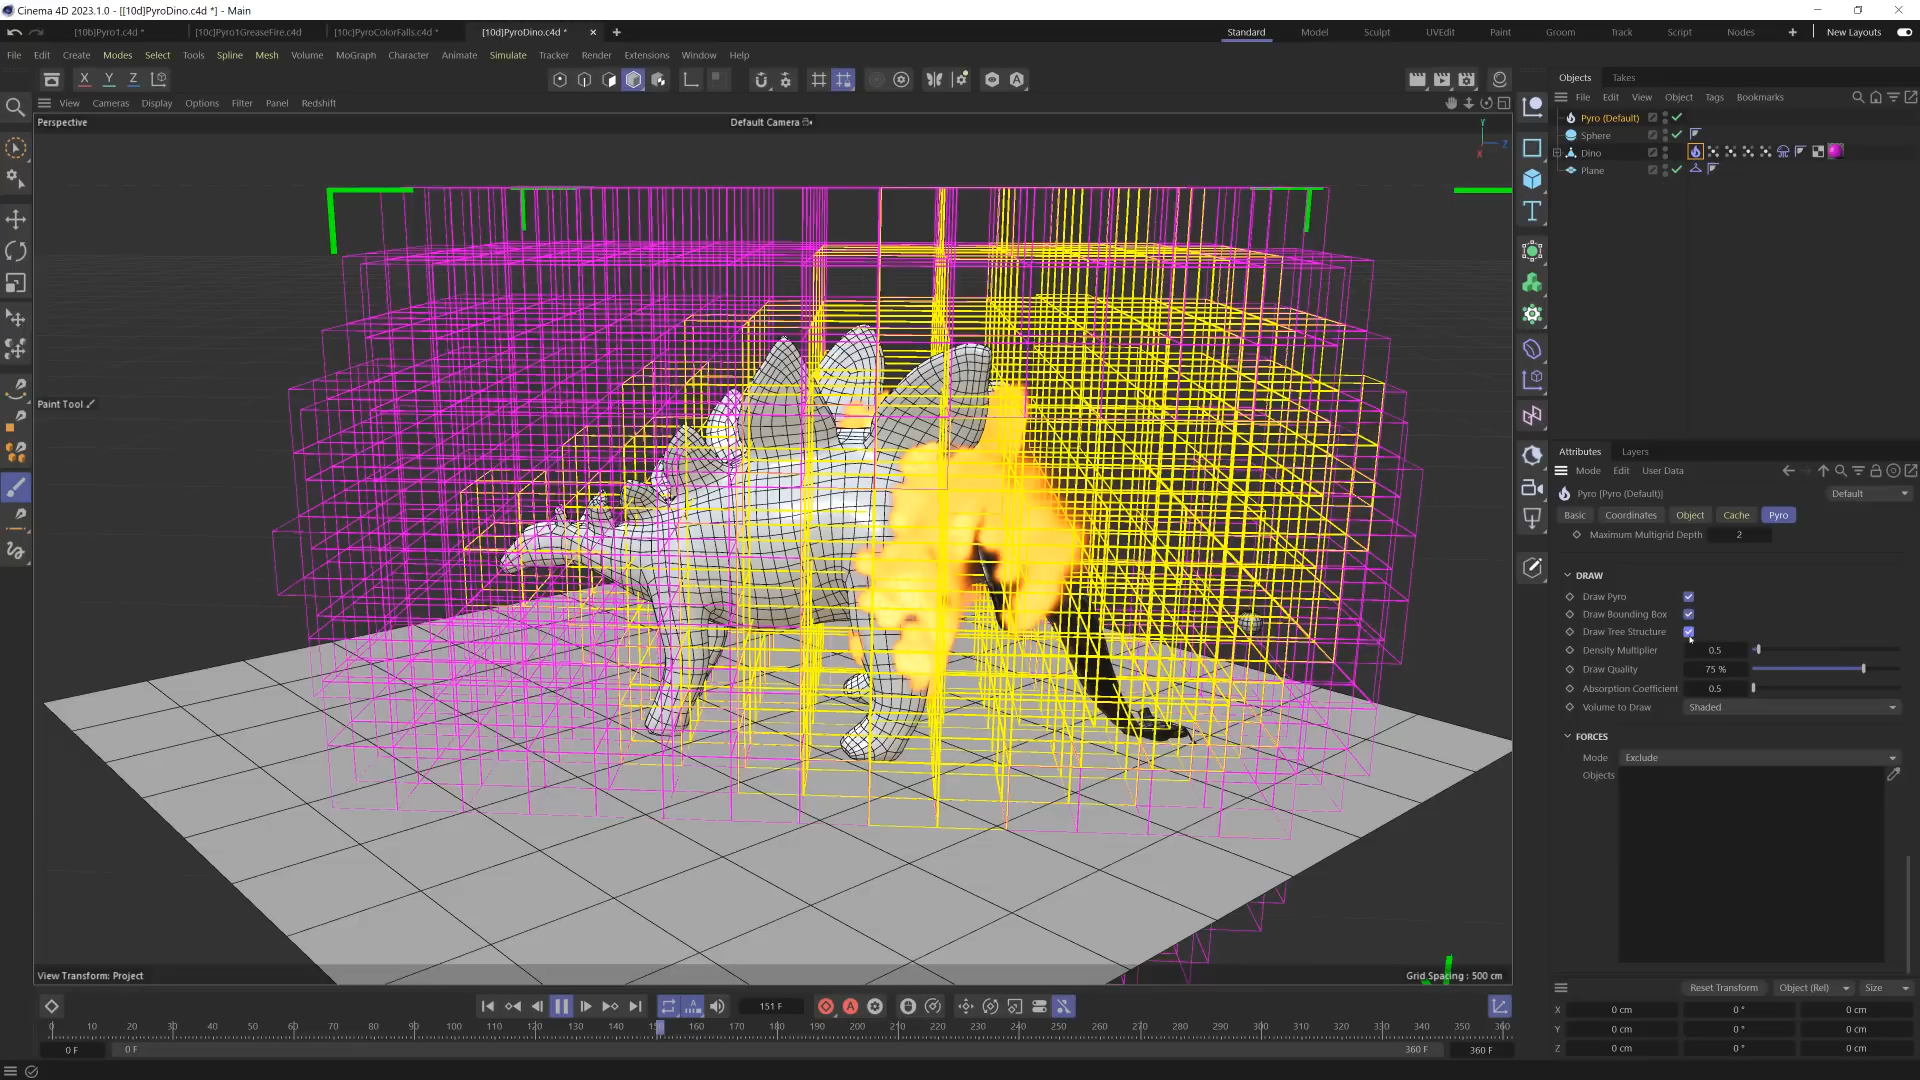 Cinema 4D 2023.1.0 - [[10d]PyroDino.c4d *] - Main
[10b]Pyro1.c4d * [10c]Pyro1GreaseFire.c4d [10c]PyroColorFalls.c4d * [10d]PyroDino.c4d * × + Standard Model Sculpt UVEdit Paint Groom Track Script Nodes + New Layouts
File Edit Create Modes Select Tools Spline Mesh Volume MoGraph Character Animate Simulate Tracker Render Extensions Window Help
X Y Z
Objects Takes
View Cameras Display Options Filter Panel Redshift
File Edit View Object Tags Bookmarks
Perspective
Default Camera
Y
Z
X
Pyro (Default)
Sphere
Dino
Plane
Paint Tool
Attributes Layers
Mode Edit User Data
Pyro [Pyro (Default)]
Default
Basic Coordinates Object Cache Pyro
Maximum Multigrid Depth 2
DRAW
Draw Pyro
Draw Bounding Box
Draw Tree Structure
Density Multiplier 0.5
Draw Quality 75 %
Absorption Coefficient 0.5
Volume to Draw Shaded
FORCES
Mode Exclude
Objects
View Transform: Project
Grid Spacing : 500 cm
Reset Transform Object (Rel) Size
151 F
X 0 cm 0 ° 0 cm
0 10 20 30 40 50 60 70 80 90 100 110 120 130 140 150 160 170 180 190 200 210 220 230 240 250 260 270 280 290 300 310 320 330 340 350 360
Y 0 cm 0 ° 0 cm
0 F 0 F 360 F 360 F
Z 0 cm 0 ° 0 cm